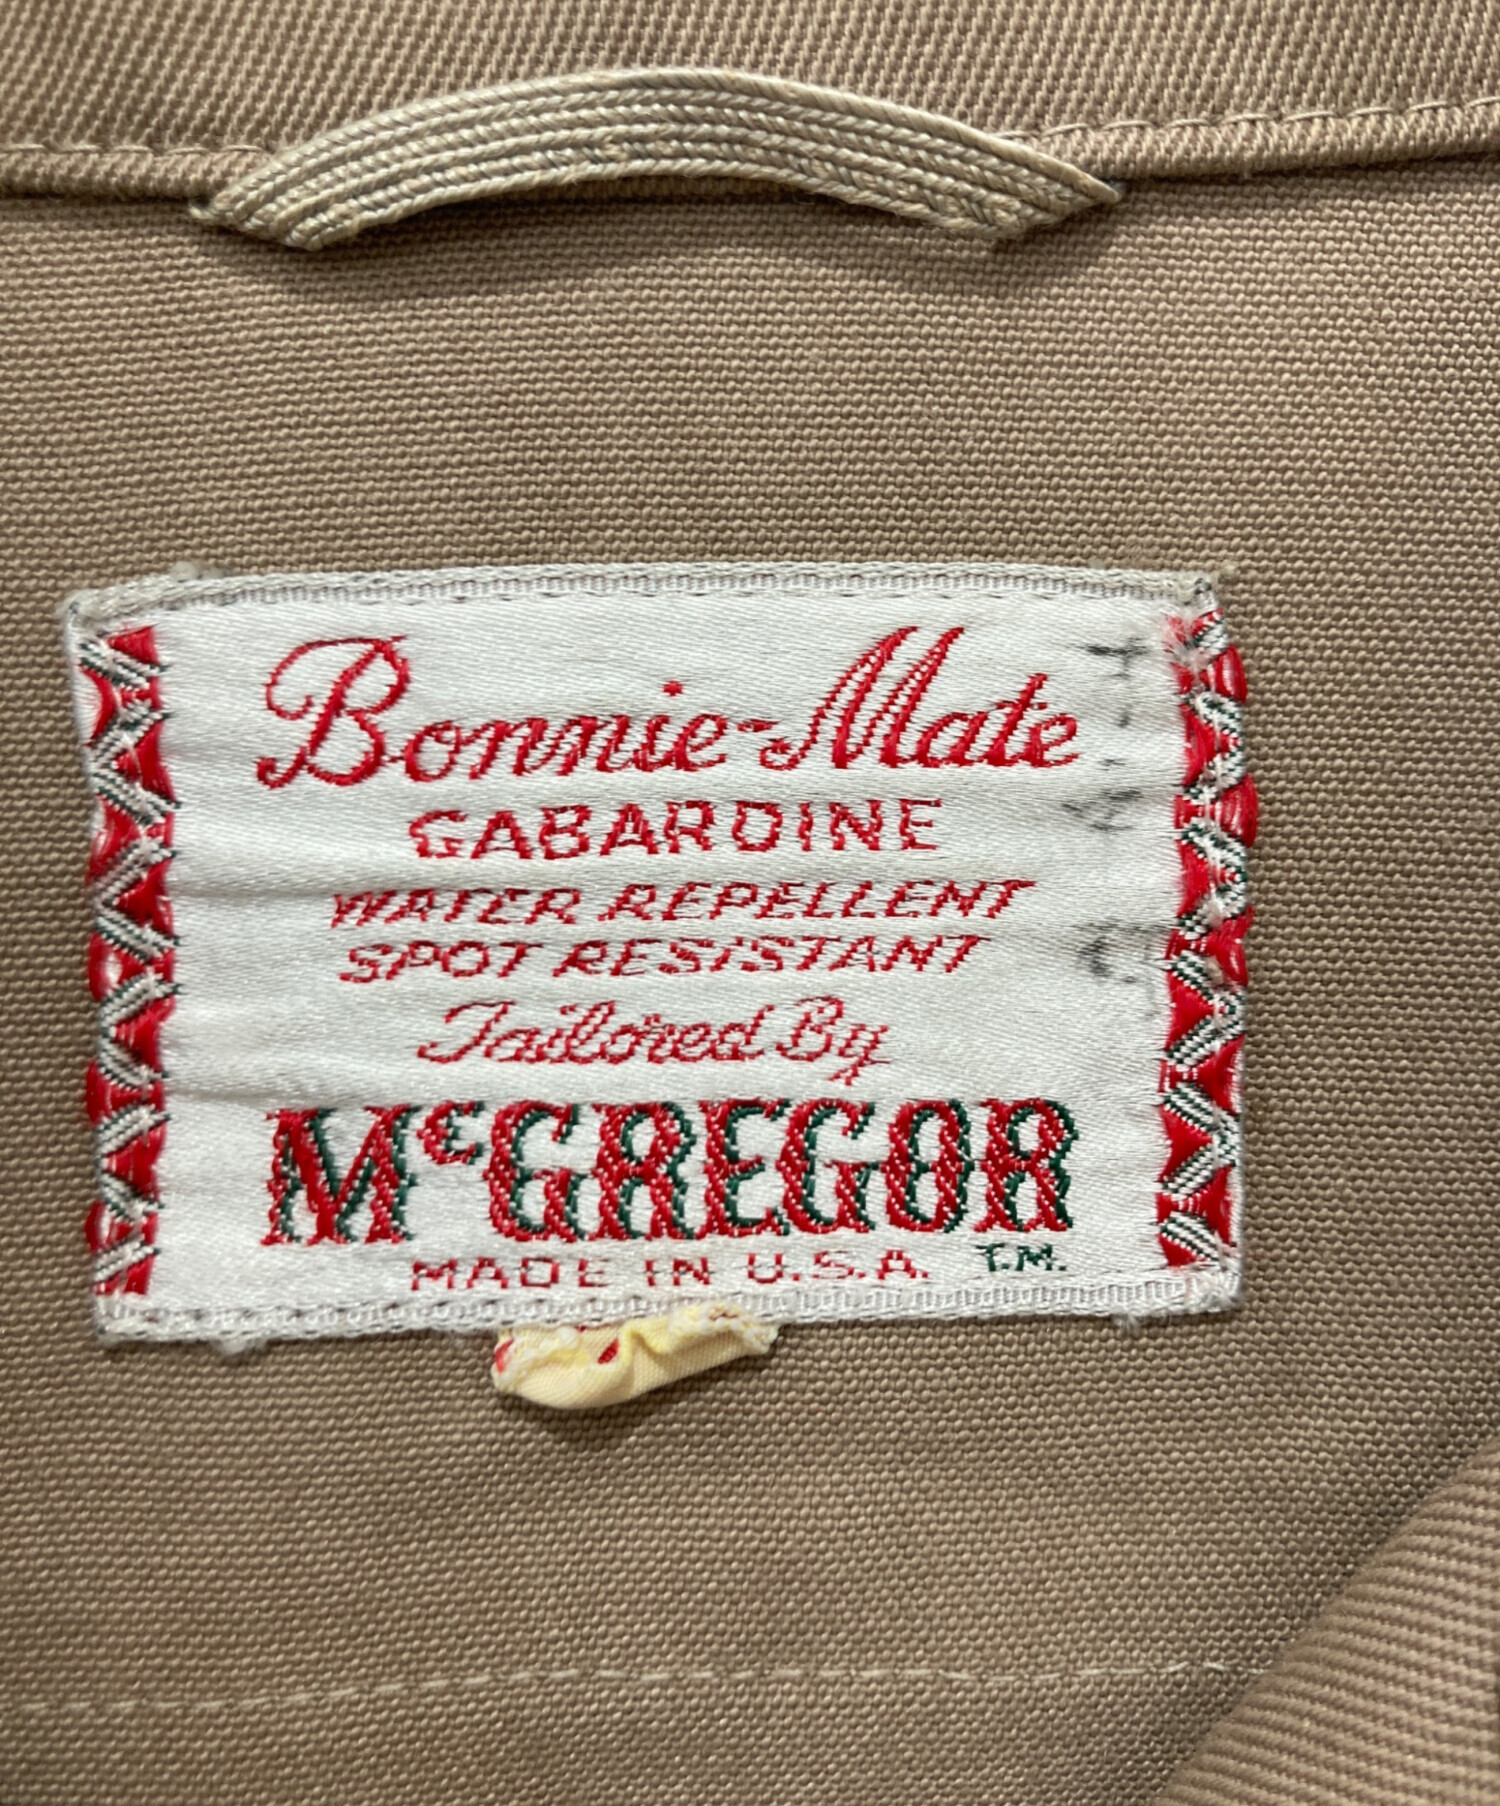 Bonnie-Mate
GABARDINE
WATER REPELLENT
SPOT RESISTANT
Tailored By
McGREGOR
MADE IN U.S.A. T.M.